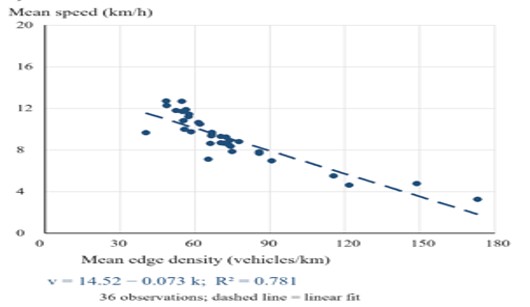 Mean speed (km/h)
20
16
12
8
4
0
0 30 60 90 120 150 180
Mean edge density (vehicles/km)
v = 14.52 − 0.073 k; R² = 0.781
36 observations; dashed line = linear fit